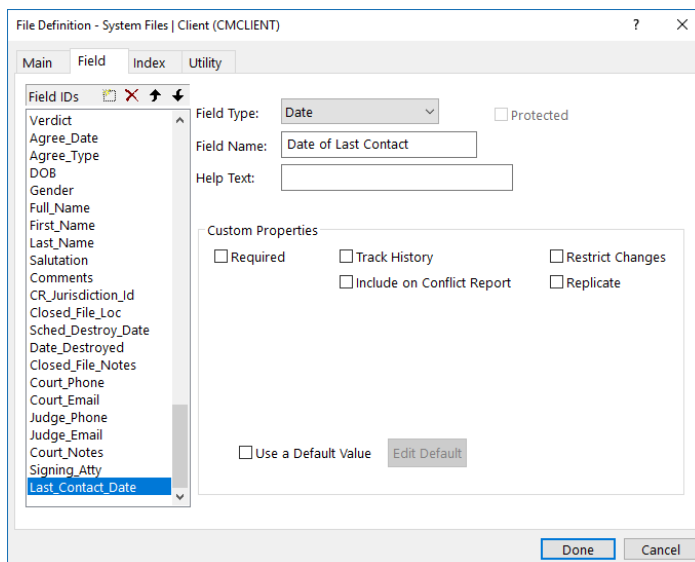 File Definition - System Files | Client (CMCLIENT)
?
Main Field Index Utility
Field IDs
Verdict
Agree_Date
Agree_Type
DOB
Gender
Full_Name
First_Name
Last_Name
Salutation
Comments
CR_Jurisdiction_Id
Closed_File_Loc
Sched_Destroy_Date
Date_Destroyed
Closed_File_Notes
Court_Phone
Court_Email
Judge_Phone
Judge_Email
Court_Notes
Signing_Atty
Last_Contact_Date
Field Type: Date
Protected
Field Name: Date of Last Contact
Help Text:
Custom Properties
Required Track History Restrict Changes
Include on Conflict Report Replicate
Use a Default Value Edit Default
Done Cancel